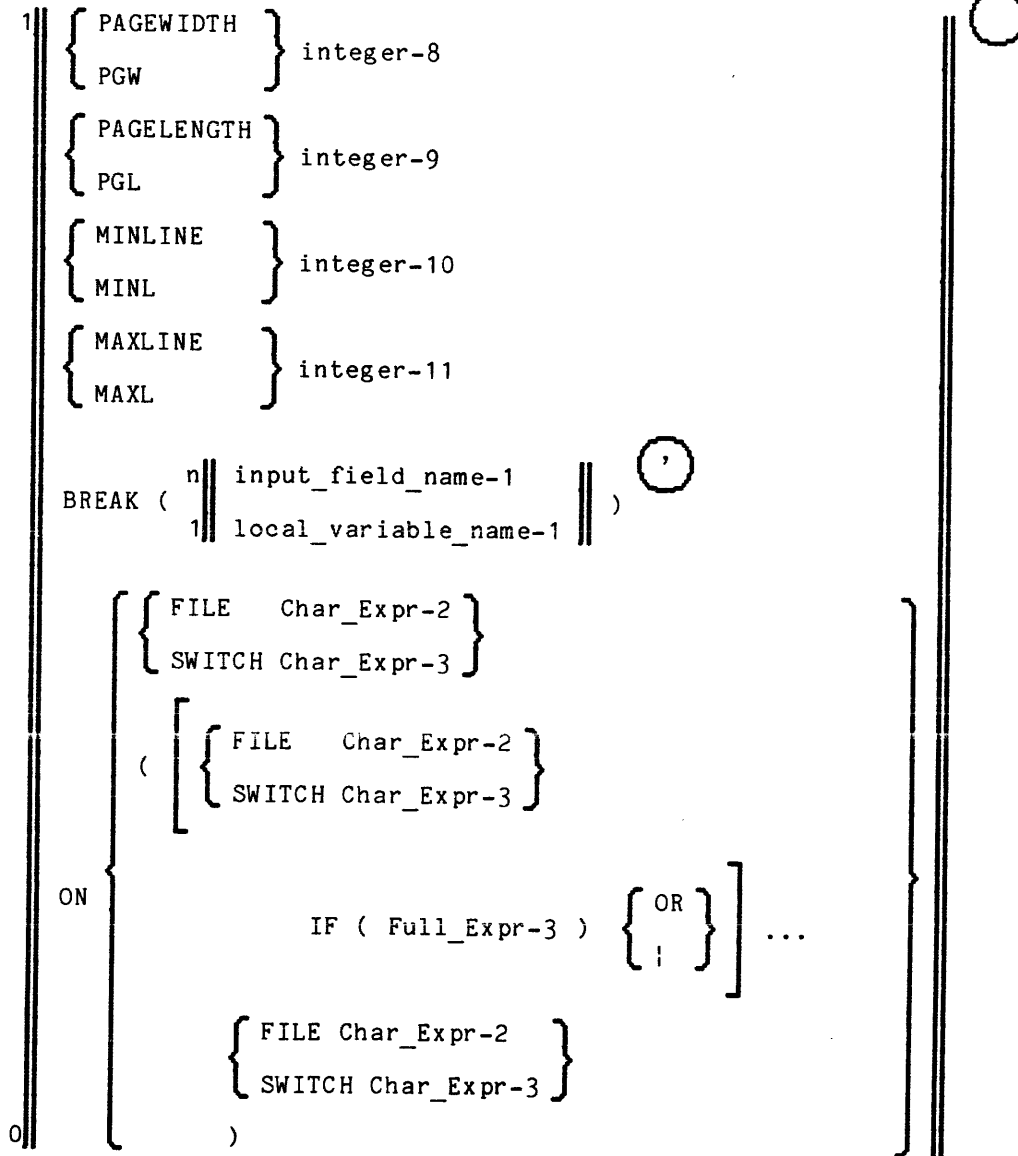 1 PAGEWIDTH
integer-8
PGW
PAGELENGTH
integer-9
PGL
MINLINE
integer-10
MINL
MAXLINE
integer-11
MAXL
,
n input_field_name-1
BREAK ( )
1 local_variable_name-1
FILE Char_Expr-2
SWITCH Char_Expr-3
FILE Char_Expr-2
(
SWITCH Char_Expr-3
ON
OR
IF ( Full_Expr-3 ) ...
¦
FILE Char_Expr-2
SWITCH Char_Expr-3
0 )